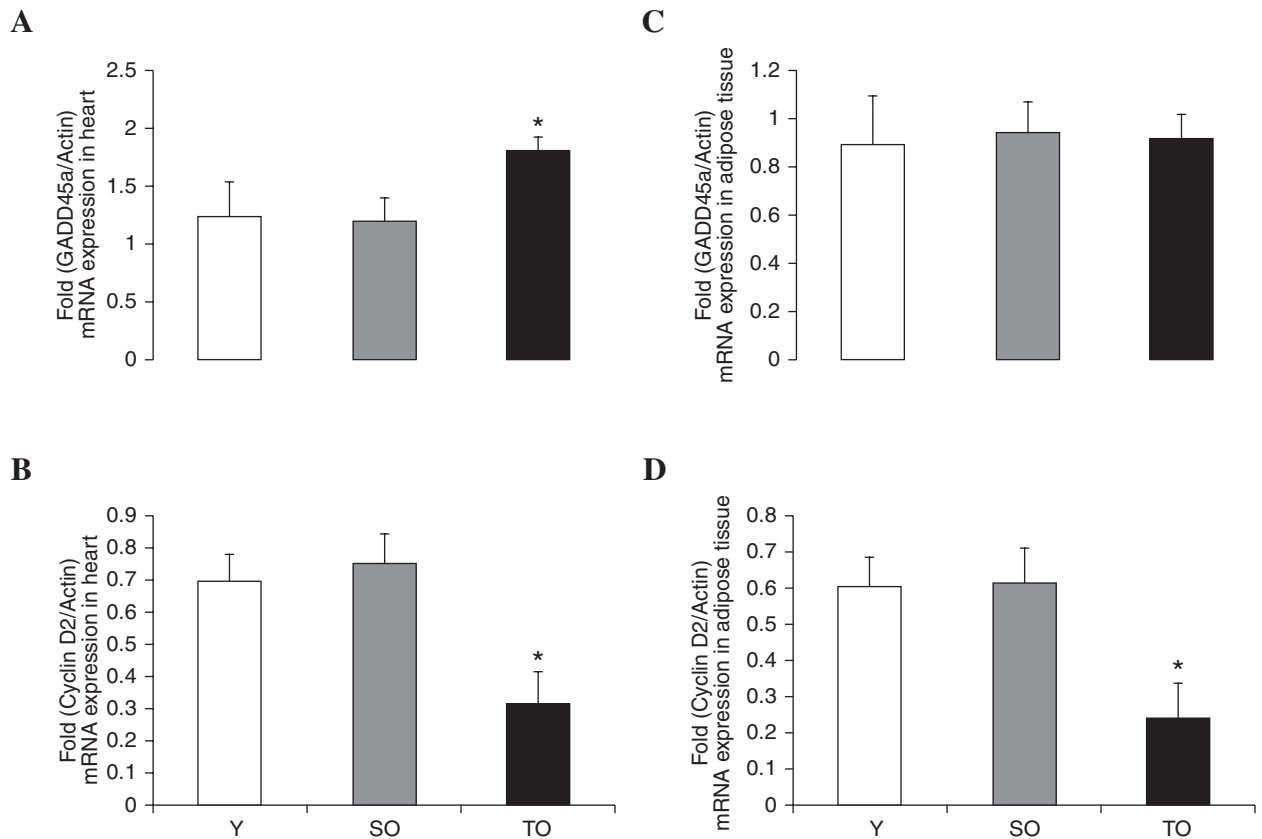 A
Fold (GADD45a/Actin)
mRNA expression in heart
2.5
2
1.5
1
0.5
0
*
C
Fold (GADD45a/Actin)
mRNA expression in adipose tissue
1.2
1
0.8
0.6
0.4
0.2
0
B
Fold (Cyclin D2/Actin)
mRNA expression in heart
0.9
0.8
0.7
0.6
0.5
0.4
0.3
0.2
0.1
0
*
Y SO TO
D
Fold (Cyclin D2/Actin)
mRNA expression in adipose tissue
0.8
0.7
0.6
0.5
0.4
0.3
0.2
0.1
0
*
Y SO TO